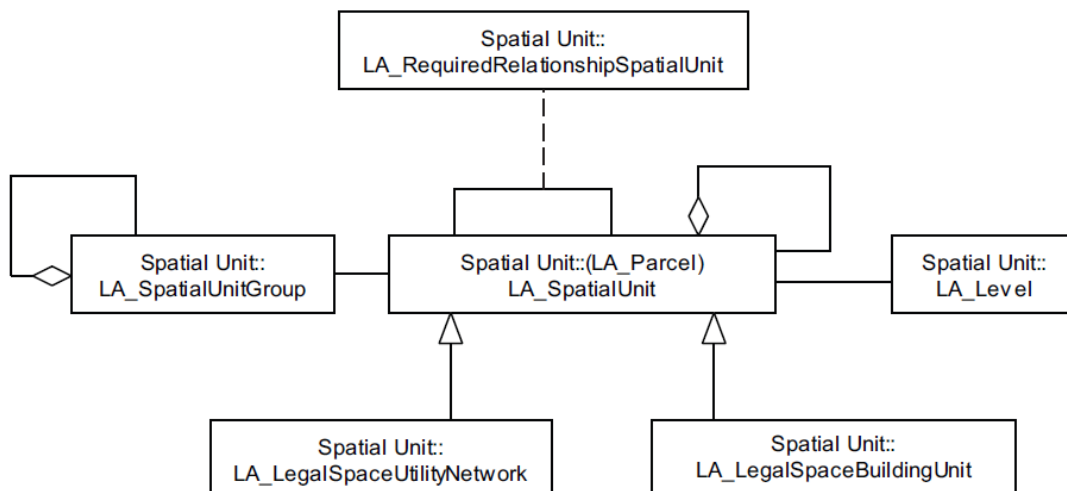 Spatial Unit::
LA_RequiredRelationshipSpatialUnit
Spatial Unit::
LA_SpatialUnitGroup
Spatial Unit::(LA_Parcel)
LA_SpatialUnit
Spatial Unit::
LA_Level
Spatial Unit::
LA_LegalSpaceUtilityNetwork
Spatial Unit::
LA_LegalSpaceBuildingUnit